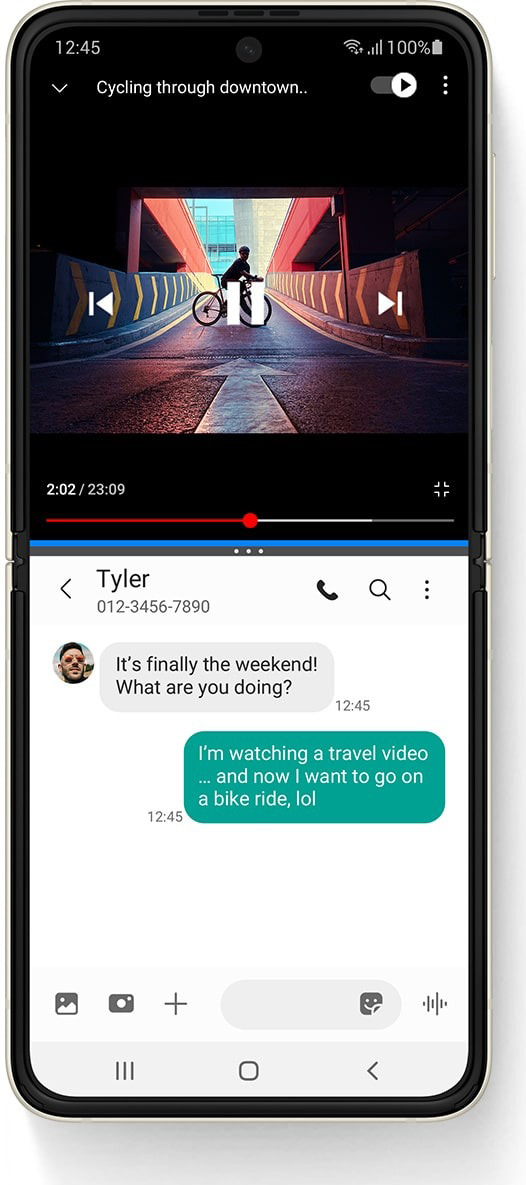 12:45
100%
Cycling through downtown..
2:02 / 23:09
Tyler
012-3456-7890
It’s finally the weekend!
What are you doing?
12:45
I’m watching a travel video
... and now I want to go on
a bike ride, lol
12:45